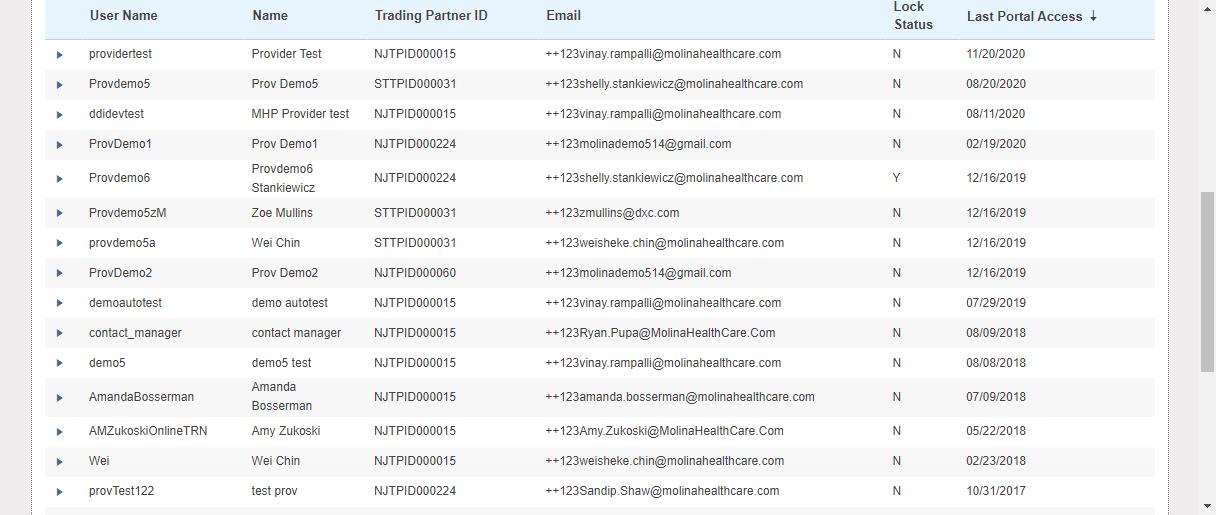 User Name Name Trading Partner ID Email Lock Status Last Portal Access ↓
providertest Provider Test NJTPID000015 ++123vinay.rampalli@molinahealthcare.com N 11/20/2020
Provdemo5 Prov Demo5 STTPID000031 ++123shelly.stankiewicz@molinahealthcare.com N 08/20/2020
ddidevtest MHP Provider test NJTPID000015 ++123vinay.rampalli@molinahealthcare.com N 08/11/2020
ProvDemo1 Prov Demo1 NJTPID000224 ++123molinademo514@gmail.com N 02/19/2020
Provdemo6 Provdemo6 Stankiewicz NJTPID000224 ++123shelly.stankiewicz@molinahealthcare.com Y 12/16/2019
Provdemo5zM Zoe Mullins STTPID000031 ++123zmullins@dxc.com N 12/16/2019
provdemo5a Wei Chin STTPID000031 ++123weisheke.chin@molinahealthcare.com N 12/16/2019
ProvDemo2 Prov Demo2 NJTPID000060 ++123molinademo514@gmail.com N 12/16/2019
demoautotest demo autotest NJTPID000015 ++123vinay.rampalli@molinahealthcare.com N 07/29/2019
contact_manager contact manager NJTPID000015 ++123Ryan.Pupa@MolinaHealthCare.Com N 08/09/2018
demo5 demo5 test NJTPID000015 ++123vinay.rampalli@molinahealthcare.com N 08/08/2018
AmandaBosserman Amanda Bosserman NJTPID000015 ++123amanda.bosserman@molinahealthcare.com N 07/09/2018
AMZukoskiOnlineTRN Amy Zukoski NJTPID000015 ++123Amy.Zukoski@MolinaHealthCare.Com N 05/22/2018
Wei Wei Chin NJTPID000015 ++123weisheke.chin@molinahealthcare.com N 02/23/2018
provTest122 test prov NJTPID000224 ++123Sandip.Shaw@molinahealthcare.com N 10/31/2017